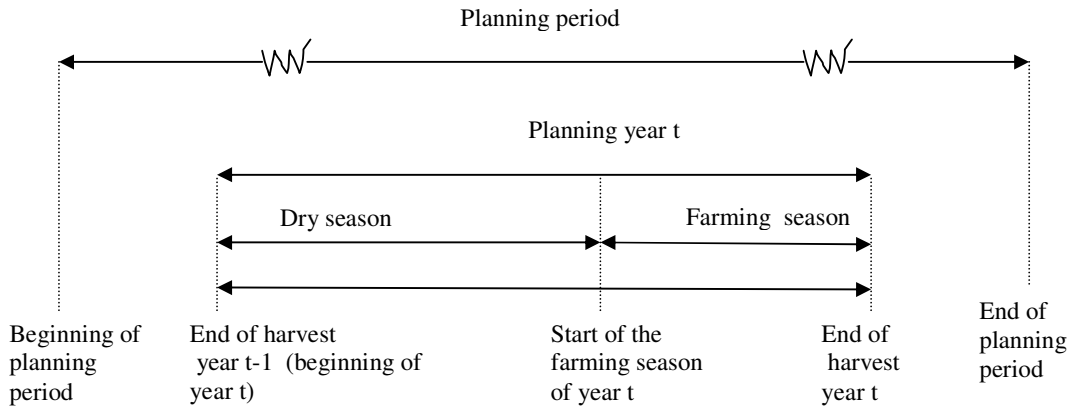 Planning period
Planning year t
Dry season
Farming season
Beginning of
planning
period
End of harvest
year t-1 (beginning of
year t)
Start of the
farming season
of year t
End of
harvest
year t
End of
planning
period